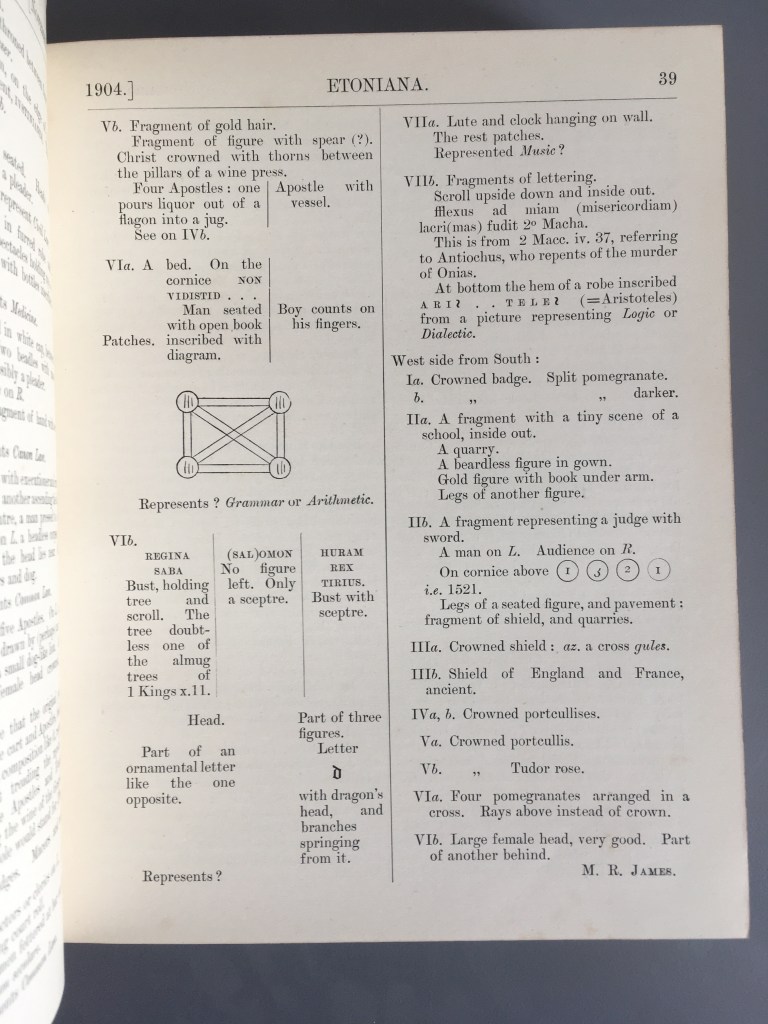 1904.] ETONIANA. 39
Vb. Fragment of gold hair.
Fragment of figure with spear (?).
Christ crowned with thorns between
the pillars of a wine press.
Four Apostles : one
pours liquor out of a
flagon into a jug.
See on IVb.
Apostle with
vessel.
VIa. A bed. On the
cornice NON
VIDISTID . . .
Man seated
with open book
Patches. inscribed with
diagram.
Boy counts on
his fingers.
Represents ? Grammar or Arithmetic.
VIb.
REGINA
SABA
Bust, holding
tree and
scroll. The
tree doubt-
less one of
the almug
trees of
1 Kings x.11.
(SAL)OMON
No figure
left. Only
a sceptre.
HURAM
REX
TIRIUS.
Bust with
sceptre.
Head.
Part of an
ornamental letter
like the one
opposite.
Part of three
figures.
Letter
d
with dragon's
head, and
branches
springing
from it.
Represents ?
VIIa. Lute and clock hanging on wall.
The rest patches.
Represented Music ?
VIIb. Fragments of lettering.
Scroll upside down and inside out.
fflexus ad miam (misericordiam)
lacri(mas) fudit 2º Macha.
This is from 2 Macc. iv. 37, referring
to Antiochus, who repents of the murder
of Onias.
At bottom the hem of a robe inscribed
ARIS . . TELES (=Aristoteles)
from a picture representing Logic or
Dialectic.
West side from South :
Ia. Crowned badge. Split pomegranate.
b. „ „ darker.
IIa. A fragment with a tiny scene of a
school, inside out.
A quarry.
A beardless figure in gown.
Gold figure with book under arm.
Legs of another figure.
IIb. A fragment representing a judge with
sword.
A man on L. Audience on R.
On cornice above 1 5 2 1
i.e. 1521.
Legs of a seated figure, and pavement :
fragment of shield, and quarries.
IIIa. Crowned shield : az. a cross gules.
IIIb. Shield of England and France,
ancient.
IVa, b. Crowned portcullises.
Va. Crowned portcullis.
Vb. „ Tudor rose.
VIa. Four pomegranates arranged in a
cross. Rays above instead of crown.
VIb. Large female head, very good. Part
of another behind.
M. R. JAMES.